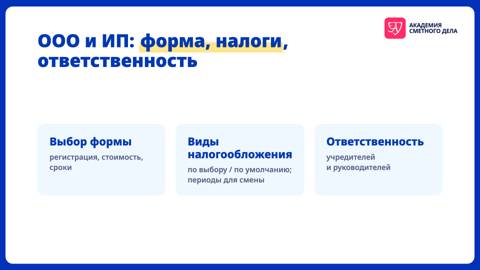 ООО и ИП: форма, налоги,
ответственность
АКАДЕМИЯ
СМЕТНОГО ДЕЛА
Выбор формы
регистрация, стоимость,
сроки
Виды
налогообложения
по выбору / по умолчанию;
периоды для смены
Ответственность
учредителей
и руководителей